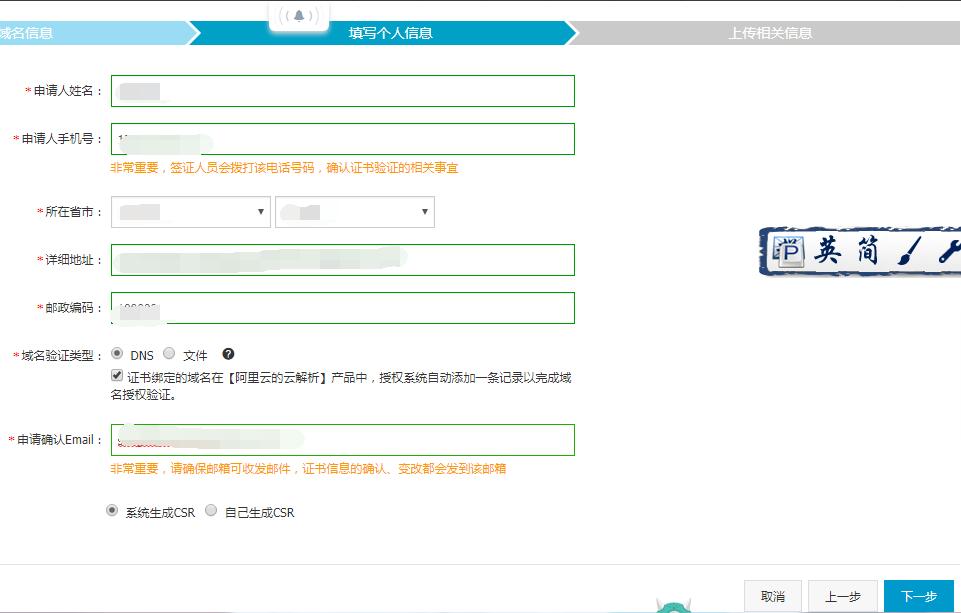 域名信息
填写个人信息
上传相关信息
*申请人姓名：
*申请人手机号：
非常重要，签证人员会拨打该电话号码，确认证书验证的相关事宜
*所在省市：
*详细地址：
英 简
*邮政编码：
*域名验证类型： DNS 文件 ?
证书绑定的域名在【阿里云的云解析】产品中，授权系统自动添加一条记录以完成域
名授权验证。
*申请确认Email：
非常重要，请确保邮箱可收发邮件，证书信息的确认、变改都会发到该邮箱
系统生成CSR 自己生成CSR
取消 上一步 下一步